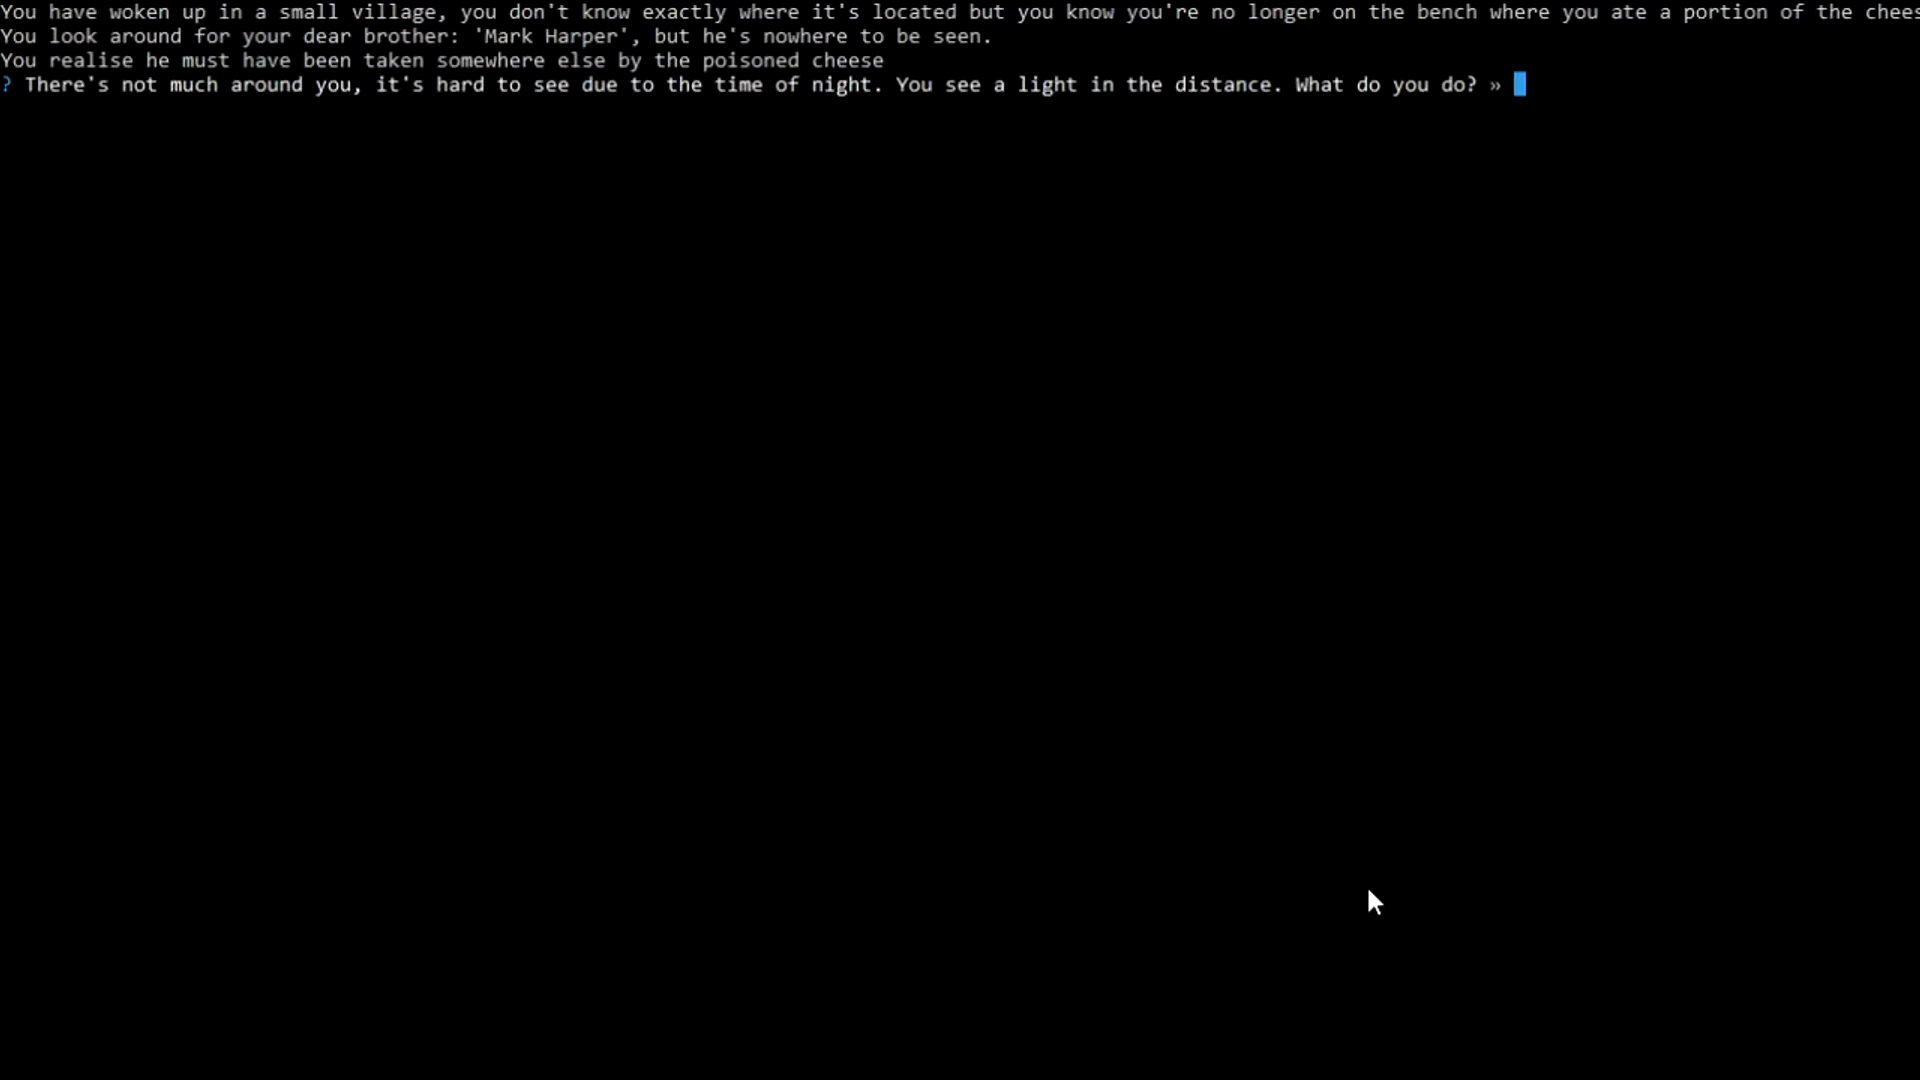 You have woken up in a small village, you don't know exactly where it's located but you know you're no longer on the bench where you ate a portion of the chees
You look around for your dear brother: 'Mark Harper', but he's nowhere to be seen.
You realise he must have been taken somewhere else by the poisoned cheese
? There's not much around you, it's hard to see due to the time of night. You see a light in the distance. What do you do? »